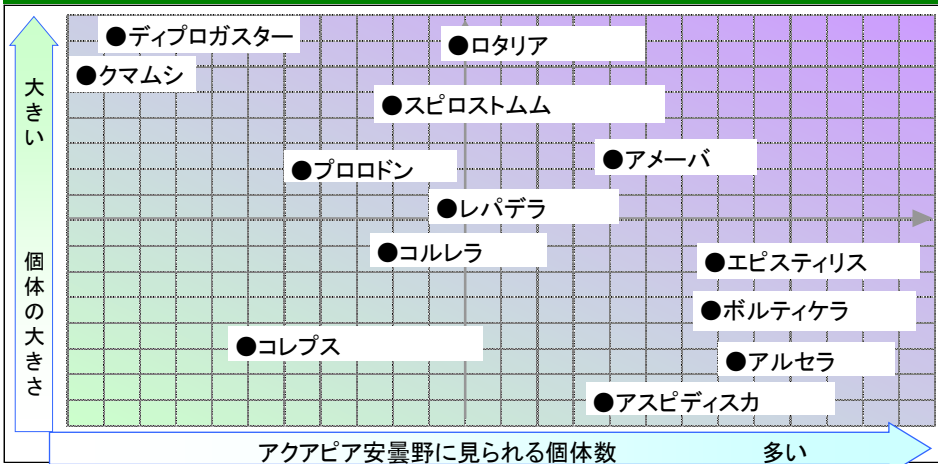 大きい
個体の大きさ
●ディプロガスター
●ロタリア
●クマムシ
●スピロストムム
●アメーバ
●プロロドン
●レパデラ
●コルレラ
●エピスティリス
●ボルティケラ
●コレプス
●アルセラ
●アスピディスカ
アクアピア安曇野に見られる個体数 多い